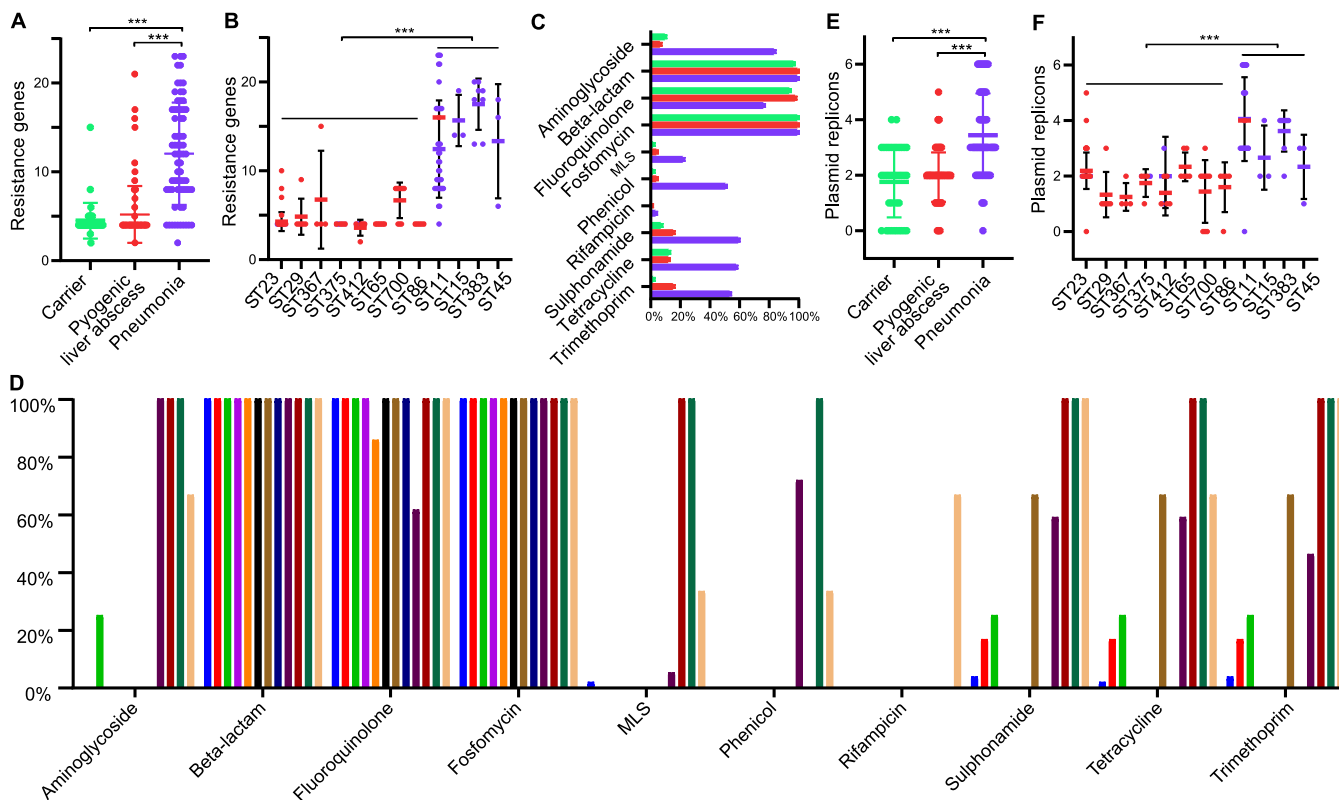 A
***
***
Resistance genes
20
10
0
Carrier
Pyogenic
liver abscess
Pneumonia
B
***
Resistance genes
20
10
0
ST23
ST29
ST367
ST375
ST412
ST65
ST700
ST86
ST11
ST15
ST383
ST45
C
Aminoglycoside
Beta-lactam
Fluoroquinolone
Fosfomycin
MLS
Phenicol
Rifampicin
Sulphonamide
Tetracycline
Trimethoprim
0% 20% 40% 60% 80% 100%
E
***
***
Plasmid replicons
6
4
2
0
Carrier
Pyogenic
liver abscess
Pneumonia
F
***
Plasmid replicons
6
4
2
0
ST23
ST29
ST367
ST375
ST412
ST65
ST700
ST86
ST11
ST15
ST383
ST45
D
100%
80%
60%
40%
20%
0%
Aminoglycoside
Beta-lactam
Fluoroquinolone
Fosfomycin
MLS
Phenicol
Rifampicin
Sulphonamide
Tetracycline
Trimethoprim